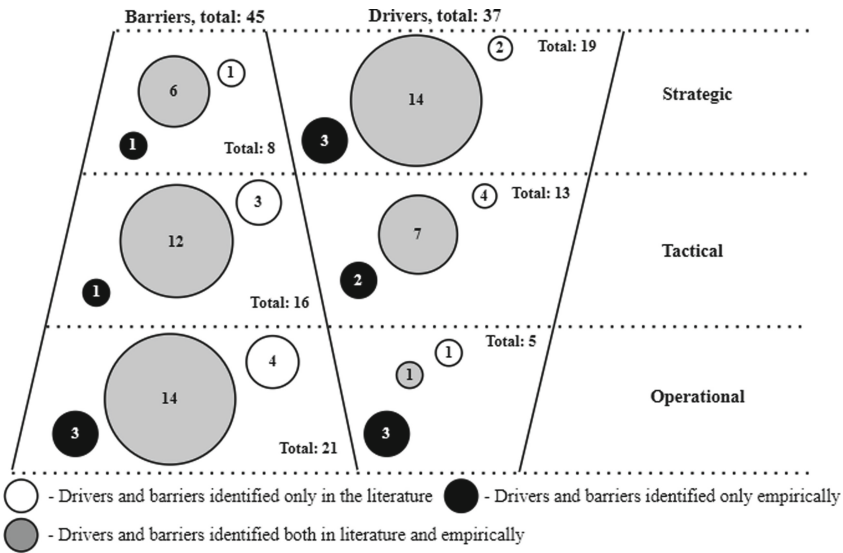 Barriers, total: 45
Drivers, total: 37
1
6
1
Total: 8
2
Total: 19
14
3
Strategic
3
12
1
Total: 16
4
Total: 13
7
2
Tactical
4
14
3
Total: 21
1
Total: 5
1
3
Operational
- Drivers and barriers identified only in the literature
- Drivers and barriers identified only empirically
- Drivers and barriers identified both in literature and empirically